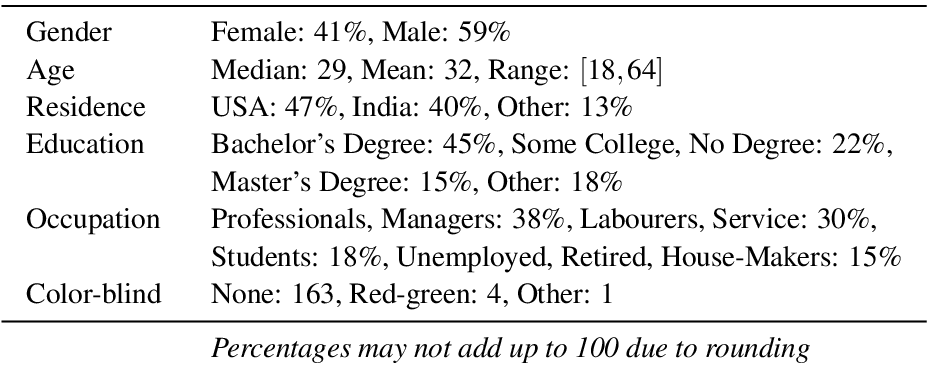 Gender Female: 41%, Male: 59%
Age Median: 29, Mean: 32, Range: [18,64]
Residence USA: 47%, India: 40%, Other: 13%
Education Bachelor's Degree: 45%, Some College, No Degree: 22%,
Master's Degree: 15%, Other: 18%
Occupation Professionals, Managers: 38%, Labourers, Service: 30%,
Students: 18%, Unemployed, Retired, House-Makers: 15%
Color-blind None: 163, Red-green: 4, Other: 1
Percentages may not add up to 100 due to rounding